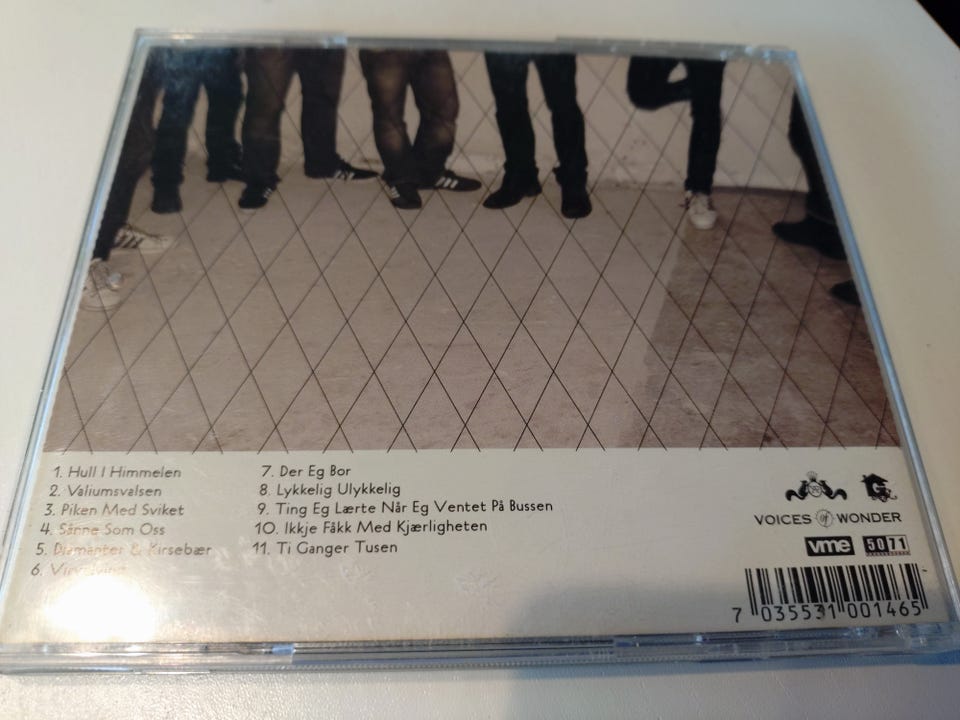 1. Hull I Himmelen
2. Valiumsvalsen
3. Piken Med Sviket
4. Sånne Som Oss
5. Diamanter & Kirsebær
6.
7. Der Eg Bor
8. Lykkelig Ulykkelig
9. Ting Eg Lærte Når Eg Ventet På Bussen
10. Ikkje Fåkk Med Kjærligheten
11. Ti Ganger Tusen
VOICES of WONDER
vme 5071
7 035531 001465